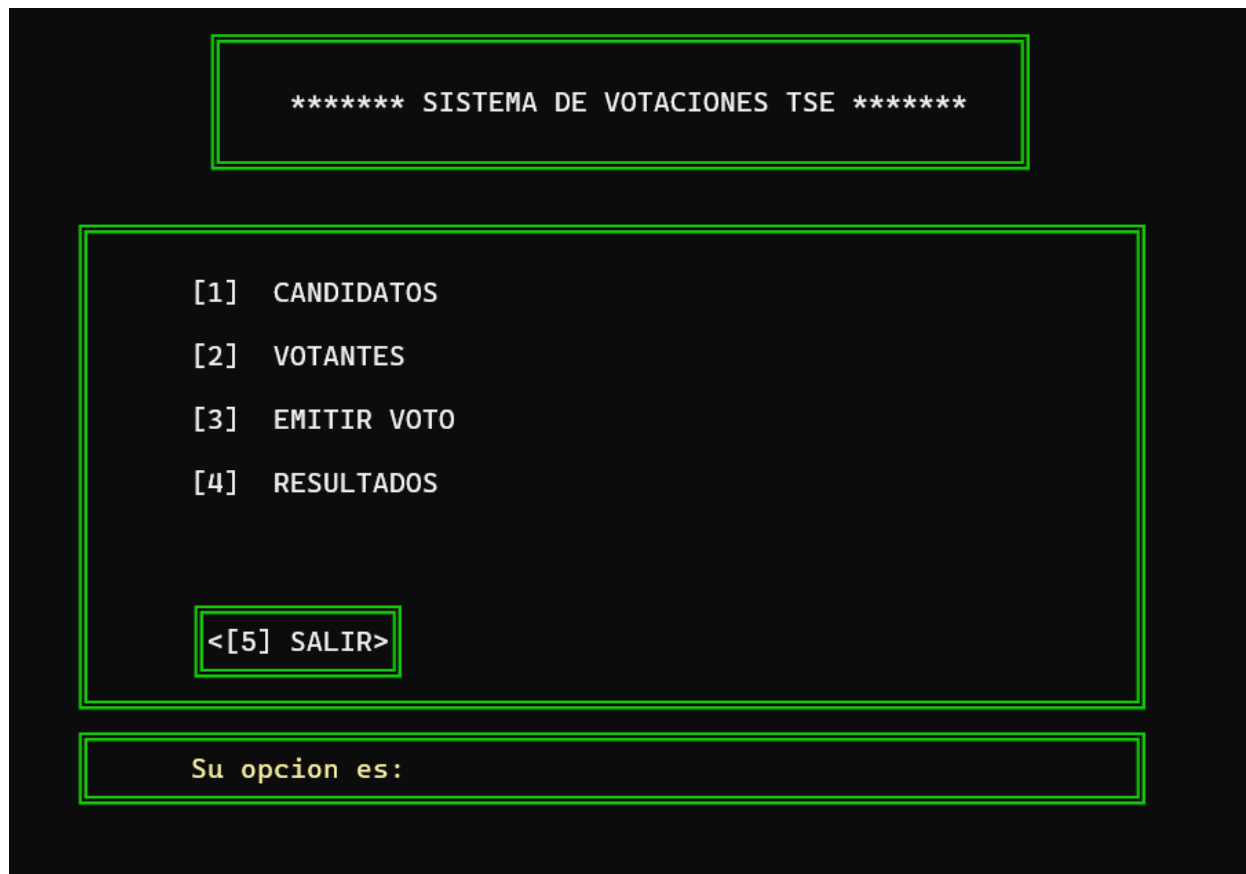 ******* SISTEMA DE VOTACIONES TSE *******
[1] CANDIDATOS
[2] VOTANTES
[3] EMITIR VOTO
[4] RESULTADOS
<[5] SALIR>
Su opcion es: